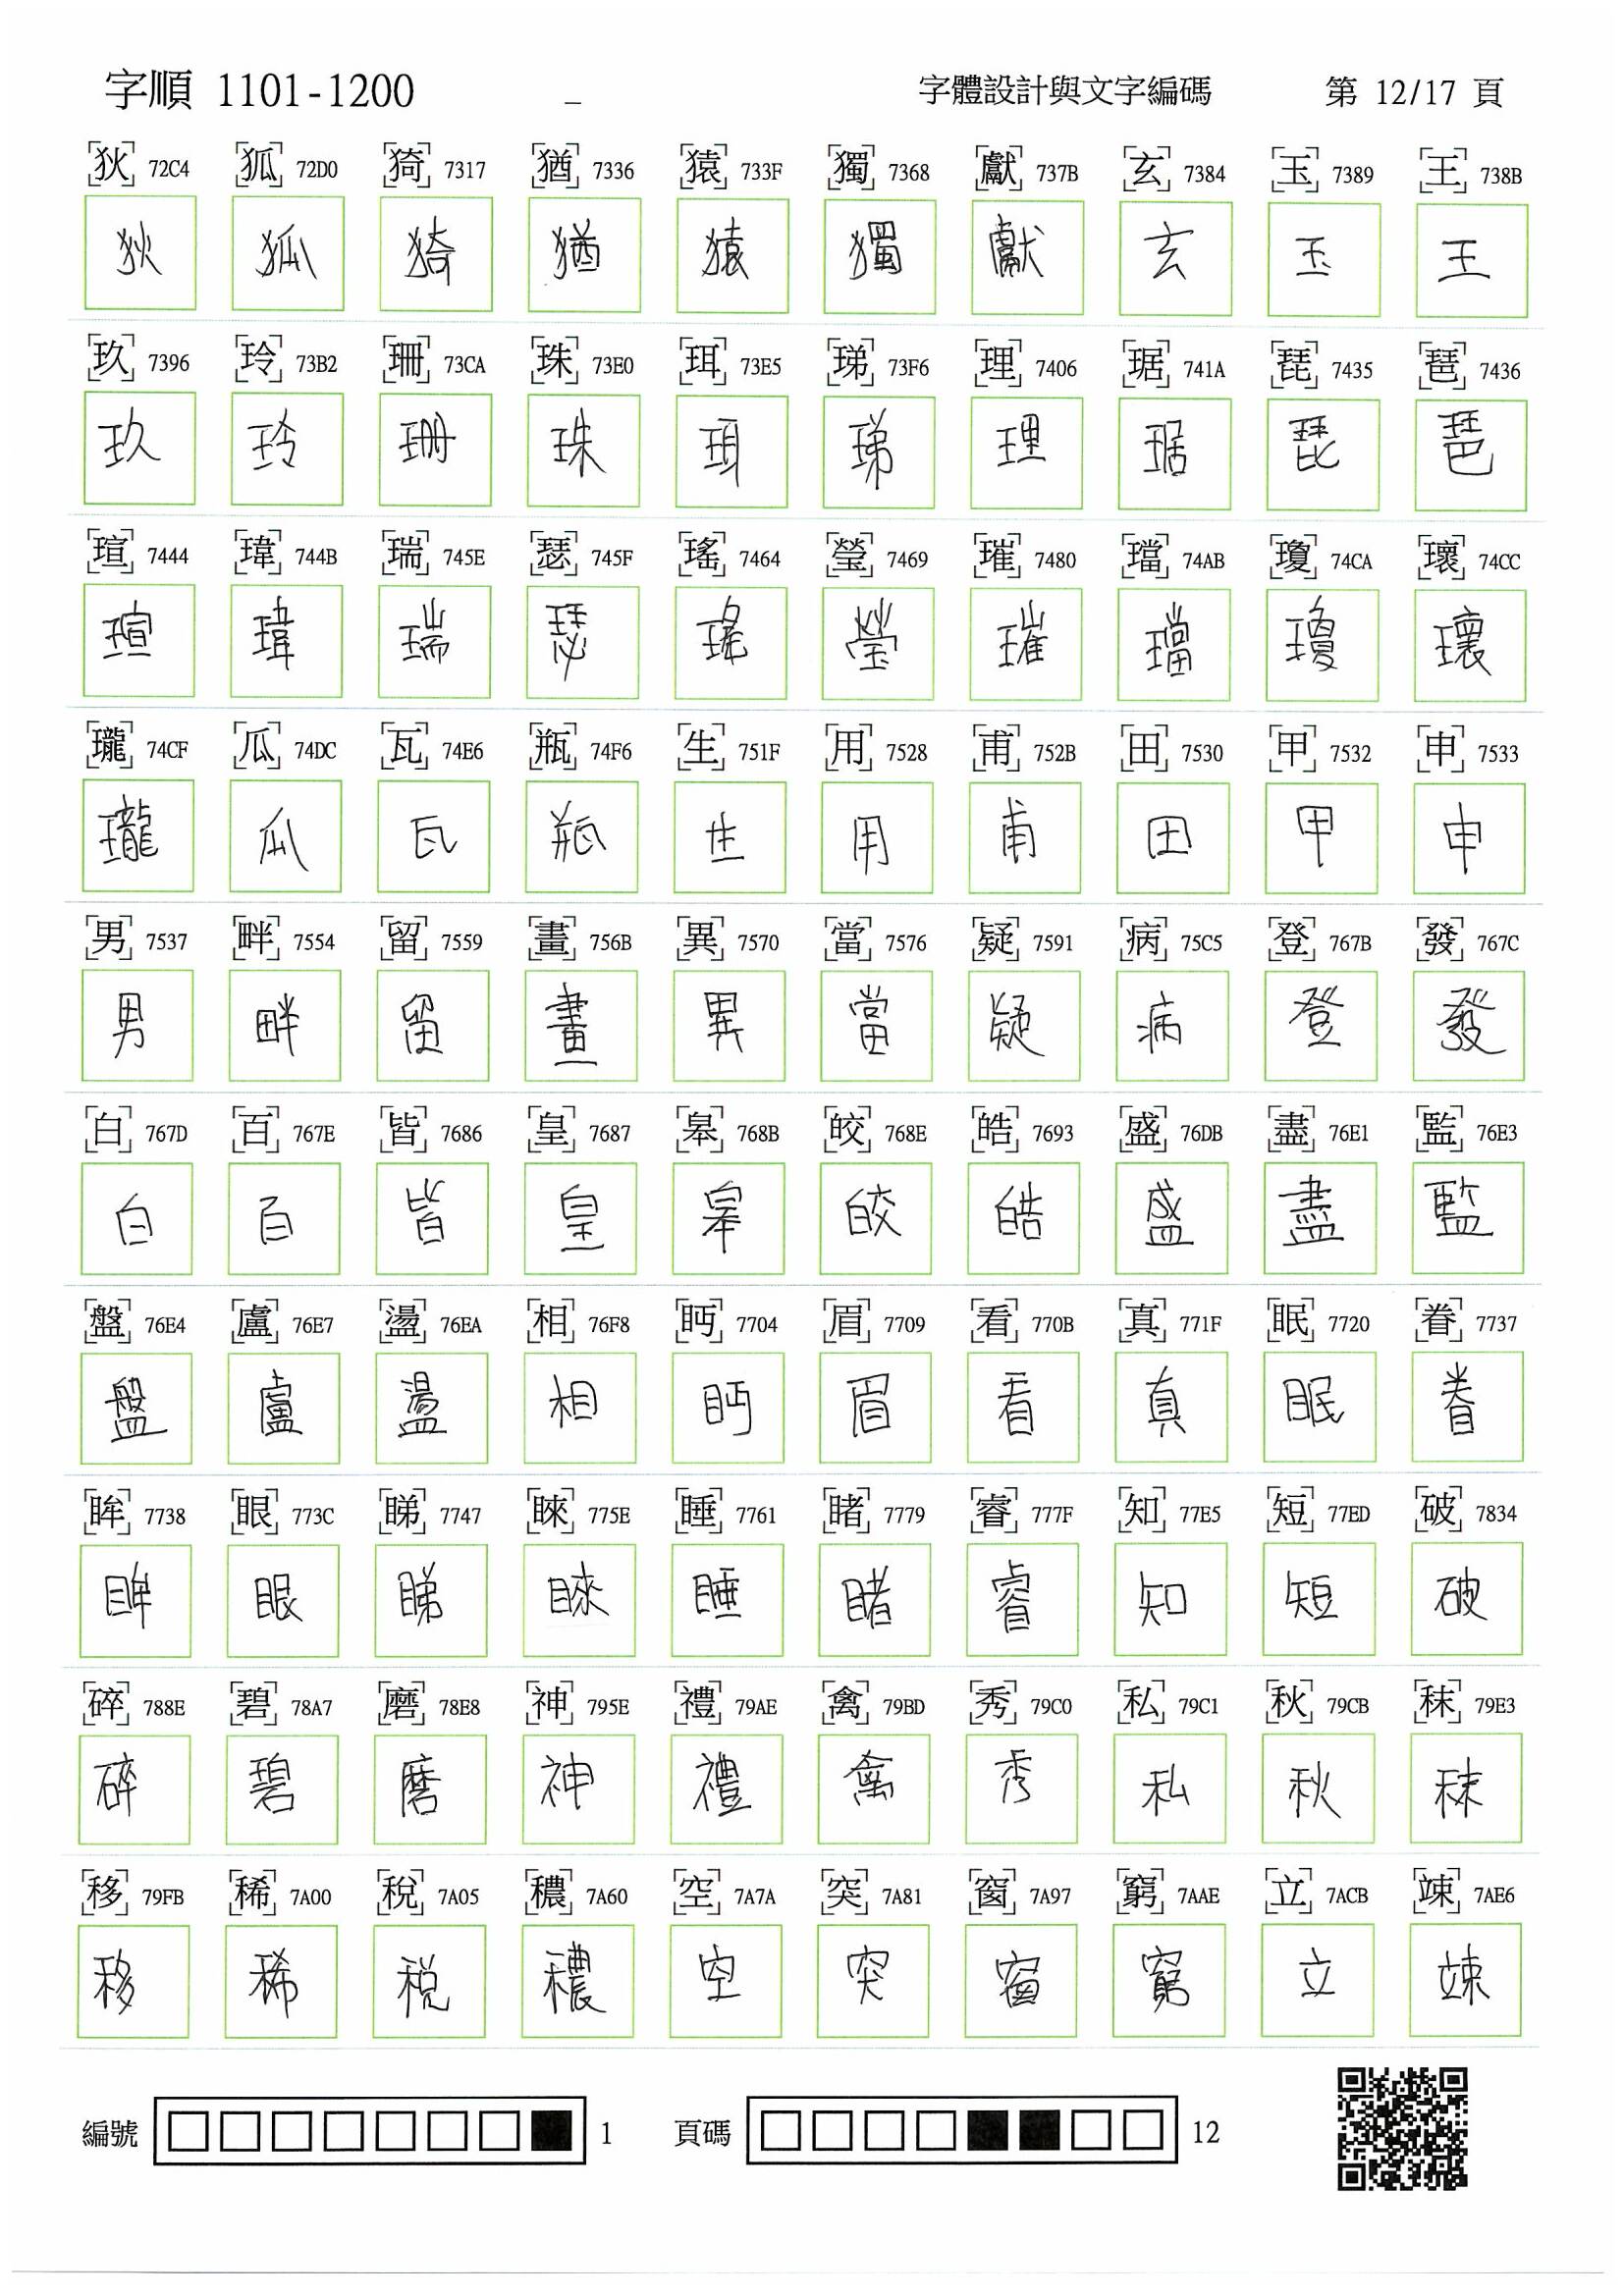 字順 1101-1200 _ 字體設計與文字編碼 第 12/17 頁
狄 72C4 狐 72D0 猗 7317 猶 7336 猿 733F 獨 7368 獻 737B 玄 7384 玉 7389 王 738B
狄 狐 猗 猶 猿 獨 獻 玄 玉 王
玖 7396 玲 73B2 珊 73CA 珠 73E0 珥 73E5 珶 73F6 理 7406 琚 741A 琵 7435 琶 7436
玖 玲 珊 珠 珥 珶 理 琚 琵 琶
瑄 7444 瑋 744B 瑞 745E 瑟 745F 瑤 7464 瑩 7469 璀 7480 璫 74AB 瓊 74CA 瓌 74CC
瑄 瑋 瑞 瑟 瑤 瑩 璀 璫 瓊 瓌
瓏 74CF 瓜 74DC 瓦 74E6 瓶 74F6 生 751F 用 7528 甫 752B 田 7530 甲 7532 申 7533
瓏 瓜 瓦 瓶 生 用 甫 田 甲 申
男 7537 畔 7554 留 7559 畫 756B 異 7570 當 7576 疑 7591 病 75C5 登 767B 發 767C
男 畔 留 畫 異 當 疑 病 登 發
白 767D 百 767E 皆 7686 皇 7687 皋 768B 皎 768E 皓 7693 盛 76DB 盡 76E1 監 76E3
白 百 皆 皇 皋 皎 皓 盛 盡 監
盤 76E4 盧 76E7 盪 76EA 相 76F8 眄 7704 眉 7709 看 770B 真 771F 眠 7720 眷 7737
盤 盧 盪 相 眄 眉 看 真 眠 眷
眸 7738 眼 773C 睇 7747 睞 775E 睡 7761 睹 7779 睿 777F 知 77E5 短 77ED 破 7834
眸 眼 睇 睞 睡 睹 睿 知 短 破
碎 788E 碧 78A7 磨 78E8 神 795E 禮 79AE 禽 79BD 秀 79C0 私 79C1 秋 79CB 秣 79E3
碎 碧 磨 神 禮 禽 秀 私 秋 秣
移 79FB 稀 7A00 稅 7A05 穠 7A60 空 7A7A 突 7A81 窗 7A97 窮 7AAE 立 7ACB 竦 7AE6
移 稀 稅 穠 空 突 窗 窮 立 竦
編號 1 頁碼 12